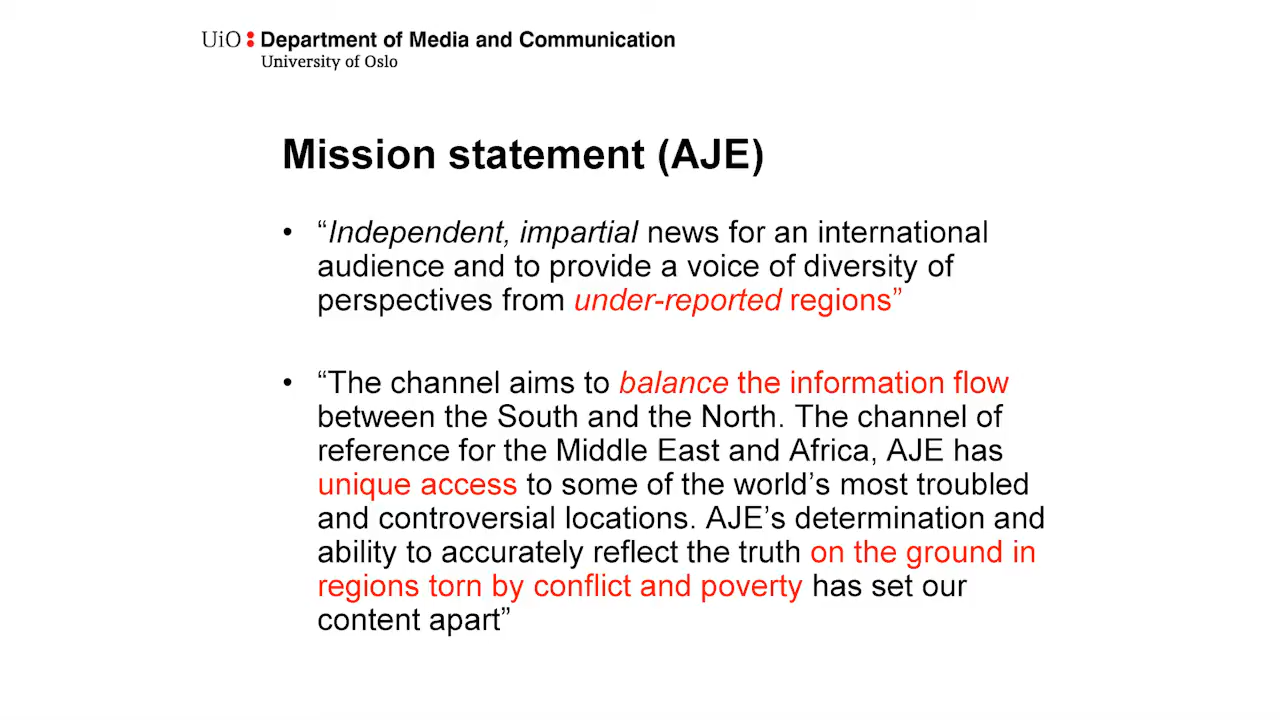 UiO : Department of Media and Communication
University of Oslo
Mission statement (AJE)
• “Independent, impartial news for an international
audience and to provide a voice of diversity of
perspectives from under-reported regions”
• “The channel aims to balance the information flow
between the South and the North. The channel of
reference for the Middle East and Africa, AJE has
unique access to some of the world’s most troubled
and controversial locations. AJE’s determination and
ability to accurately reflect the truth on the ground in
regions torn by conflict and poverty has set our
content apart”